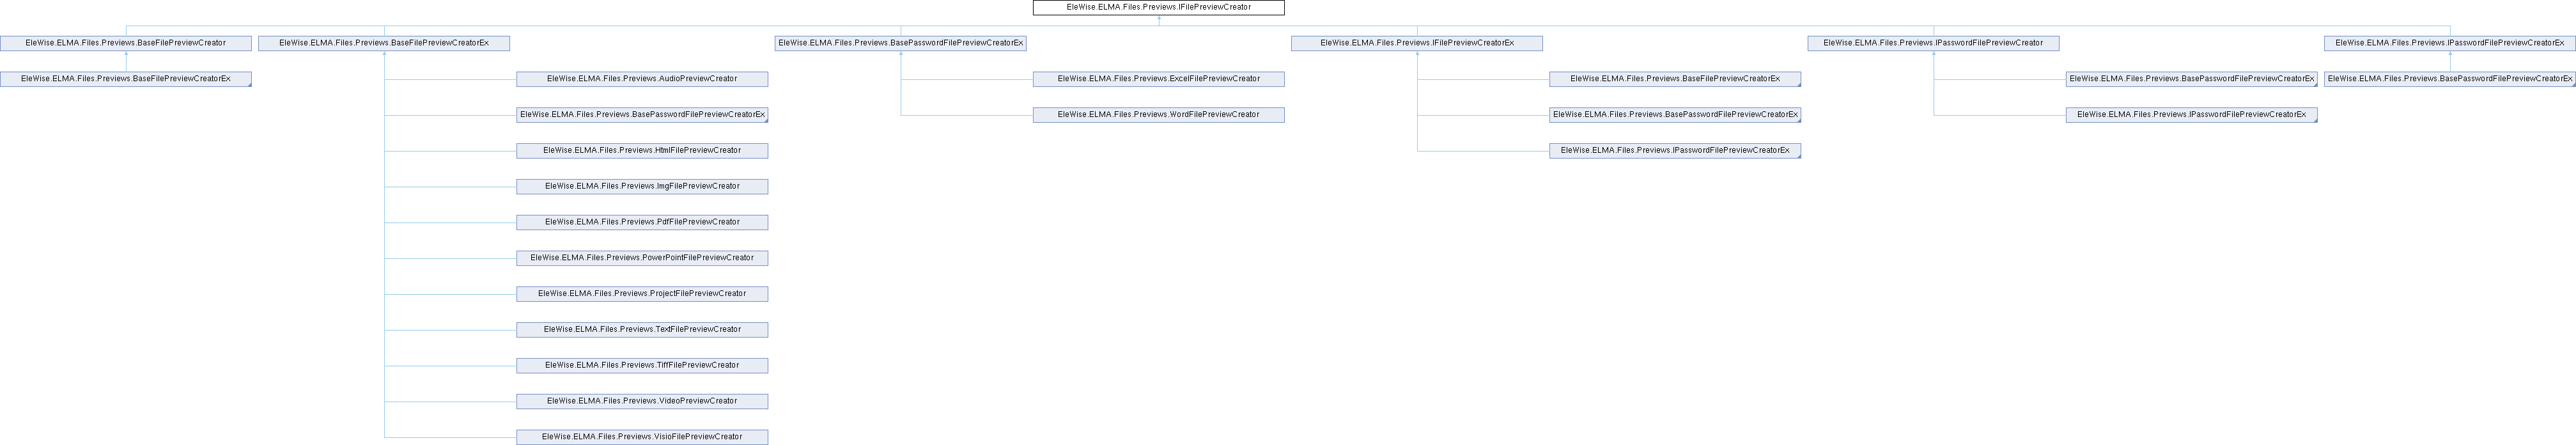 EleWise.ELMA.Files.Previews.IFilePreviewCreator
EleWise.ELMA.Files.Previews.BaseFilePreviewCreator
EleWise.ELMA.Files.Previews.BaseFilePreviewCreatorEx
EleWise.ELMA.Files.Previews.BasePasswordFilePreviewCreatorEx
EleWise.ELMA.Files.Previews.IFilePreviewCreatorEx
EleWise.ELMA.Files.Previews.IPasswordFilePreviewCreator
EleWise.ELMA.Files.Previews.IPasswordFilePreviewCreatorEx
EleWise.ELMA.Files.Previews.BaseFilePreviewCreatorEx
EleWise.ELMA.Files.Previews.AudioPreviewCreator
EleWise.ELMA.Files.Previews.ExcelFilePreviewCreator
EleWise.ELMA.Files.Previews.BaseFilePreviewCreatorEx
EleWise.ELMA.Files.Previews.BasePasswordFilePreviewCreatorEx
EleWise.ELMA.Files.Previews.BasePasswordFilePreviewCreatorEx
EleWise.ELMA.Files.Previews.BasePasswordFilePreviewCreatorEx
EleWise.ELMA.Files.Previews.WordFilePreviewCreator
EleWise.ELMA.Files.Previews.BasePasswordFilePreviewCreatorEx
EleWise.ELMA.Files.Previews.IPasswordFilePreviewCreatorEx
EleWise.ELMA.Files.Previews.HtmlFilePreviewCreator
EleWise.ELMA.Files.Previews.IPasswordFilePreviewCreatorEx
EleWise.ELMA.Files.Previews.ImgFilePreviewCreator
EleWise.ELMA.Files.Previews.PdfFilePreviewCreator
EleWise.ELMA.Files.Previews.PowerPointFilePreviewCreator
EleWise.ELMA.Files.Previews.ProjectFilePreviewCreator
EleWise.ELMA.Files.Previews.TextFilePreviewCreator
EleWise.ELMA.Files.Previews.TiffFilePreviewCreator
EleWise.ELMA.Files.Previews.VideoPreviewCreator
EleWise.ELMA.Files.Previews.VisioFilePreviewCreator